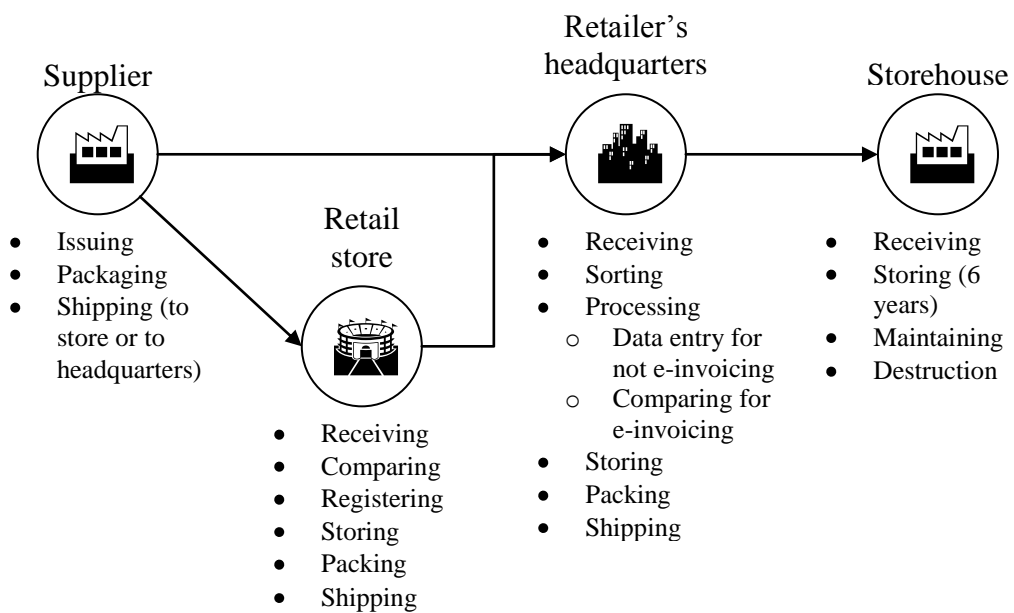 Supplier
• Issuing
• Packaging
• Shipping (to
store or to
headquarters)
Retail
store
• Receiving
• Comparing
• Registering
• Storing
• Packing
• Shipping
Retailer’s
headquarters
• Receiving
• Sorting
• Processing
o Data entry for
not e-invoicing
o Comparing for
e-invoicing
• Storing
• Packing
• Shipping
Storehouse
• Receiving
• Storing (6
years)
• Maintaining
• Destruction